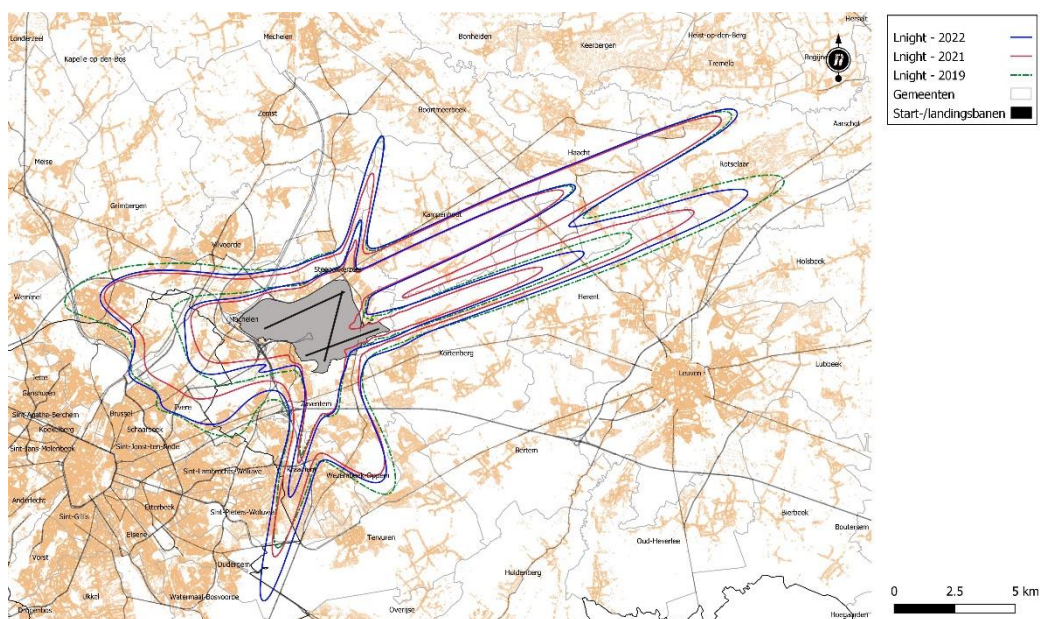 Londerzeel
Mechelen
Bonheiden
Keerbergen
Heist-op-den-Berg
Herselt
Kapelle-op-den-Bos
Tremelo
Zemst
Boortmeerbeek
Aarschot
Haacht
Meise
Rotselaar
Grimbergen
Kampenhout
Vilvoorde
Holsbeek
Steenokkerzeel
Wemmel
Herent
Machelen
Kortenberg
Lubbeek
Leuven
Jette
Ganshoren
Zaventem
Sint-Agatha-Berchem
Brussel
Evere
Koekelberg
Schaarbeek
Sint-Jans-Molenbeek
Sint-Joost-ten-Node
Bertem
Sint-Lambrechts-Woluwe
Kraainem
Wezembeek-Oppem
Anderlecht
Etterbeek
Bierbeek
Sint-Gillis
Sint-Pieters-Woluwe
Boutersem
Elsene
Tervuren
Oud-Heverlee
Vorst
Oudergem
Huldenberg
Ukkel
Watermaal-Bosvoorde
Drogenbos
Overijse
Hoegaarden
Lnight - 2022
Lnight - 2021
Lnight - 2019
Gemeenten
Start-/landingsbanen
0 2.5 5 km